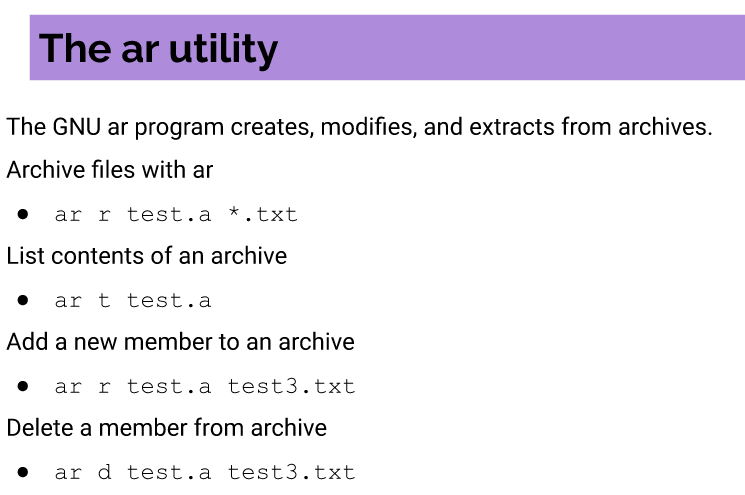 The ar utility
The GNU ar program creates, modifies, and extracts from archives.
Archive files with ar
● ar r test.a *.txt
List contents of an archive
● ar t test.a
Add a new member to an archive
● ar r test.a test3.txt
Delete a member from archive
● ar d test.a test3.txt